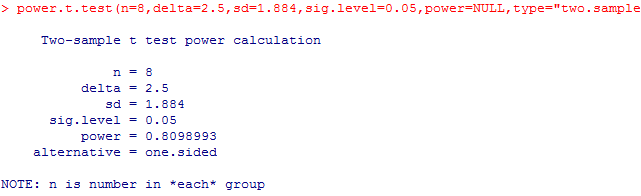 > power.t.test(n=8,delta=2.5,sd=1.884,sig.level=0.05,power=NULL,type="two.sample
Two-sample t test power calculation
n = 8
delta = 2.5
sd = 1.884
sig.level = 0.05
power = 0.8098993
alternative = one.sided
NOTE: n is number in *each* group